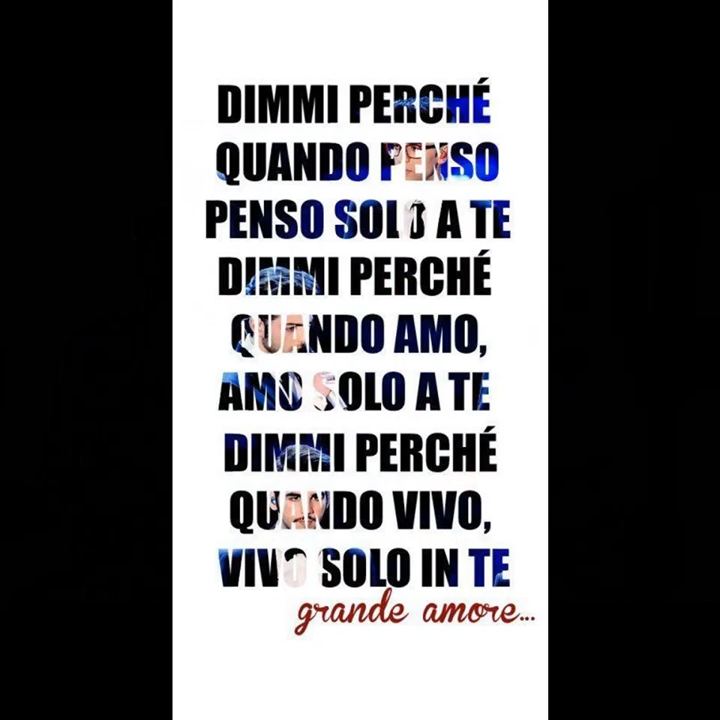 DIMMI PERCHÉ
QUANDO PENSO
PENSO SOLO A TE
DIMMI PERCHÉ
QUANDO AMO,
AMO SOLO A TE
DIMMI PERCHÉ
QUANDO VIVO,
VIVO SOLO IN TE
grande amore...